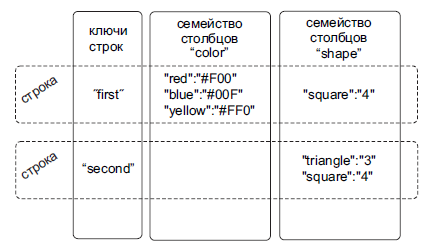 ключи
строк
семейство
столбцов
“color”
семейство
столбцов
“shape”
строка
˝first˝
"red":"#F00"
"blue":"#00F"
"yellow":"#FF0"
"square":"4"
строка
“second”
"triangle":"3"
"square":"4"